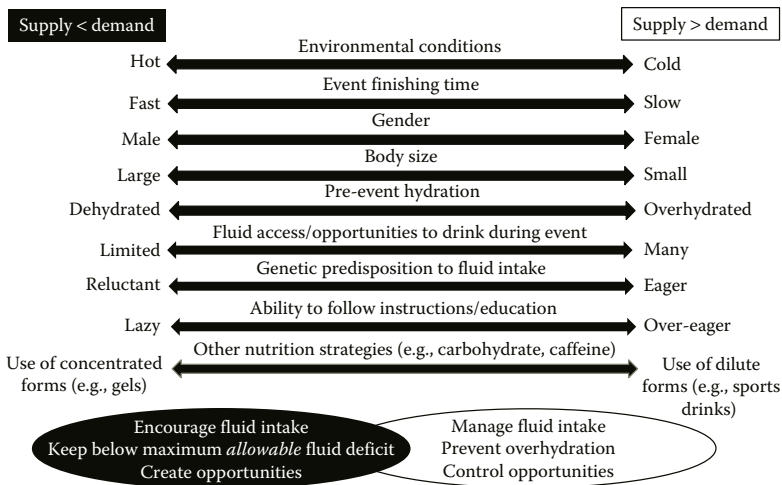 Supply < demand
Supply > demand
Environmental conditions
Hot
Cold
Event finishing time
Fast
Slow
Gender
Male
Female
Body size
Large
Small
Pre-event hydration
Dehydrated
Overhydrated
Fluid access/opportunities to drink during event
Limited
Many
Genetic predisposition to fluid intake
Reluctant
Eager
Ability to follow instructions/education
Lazy
Over-eager
Other nutrition strategies (e.g., carbohydrate, caffeine)
Use of concentrated
forms (e.g., gels)
Use of dilute
forms (e.g., sports
drinks)
Encourage fluid intake
Keep below maximum allowable fluid deficit
Create opportunities
Manage fluid intake
Prevent overhydration
Control opportunities